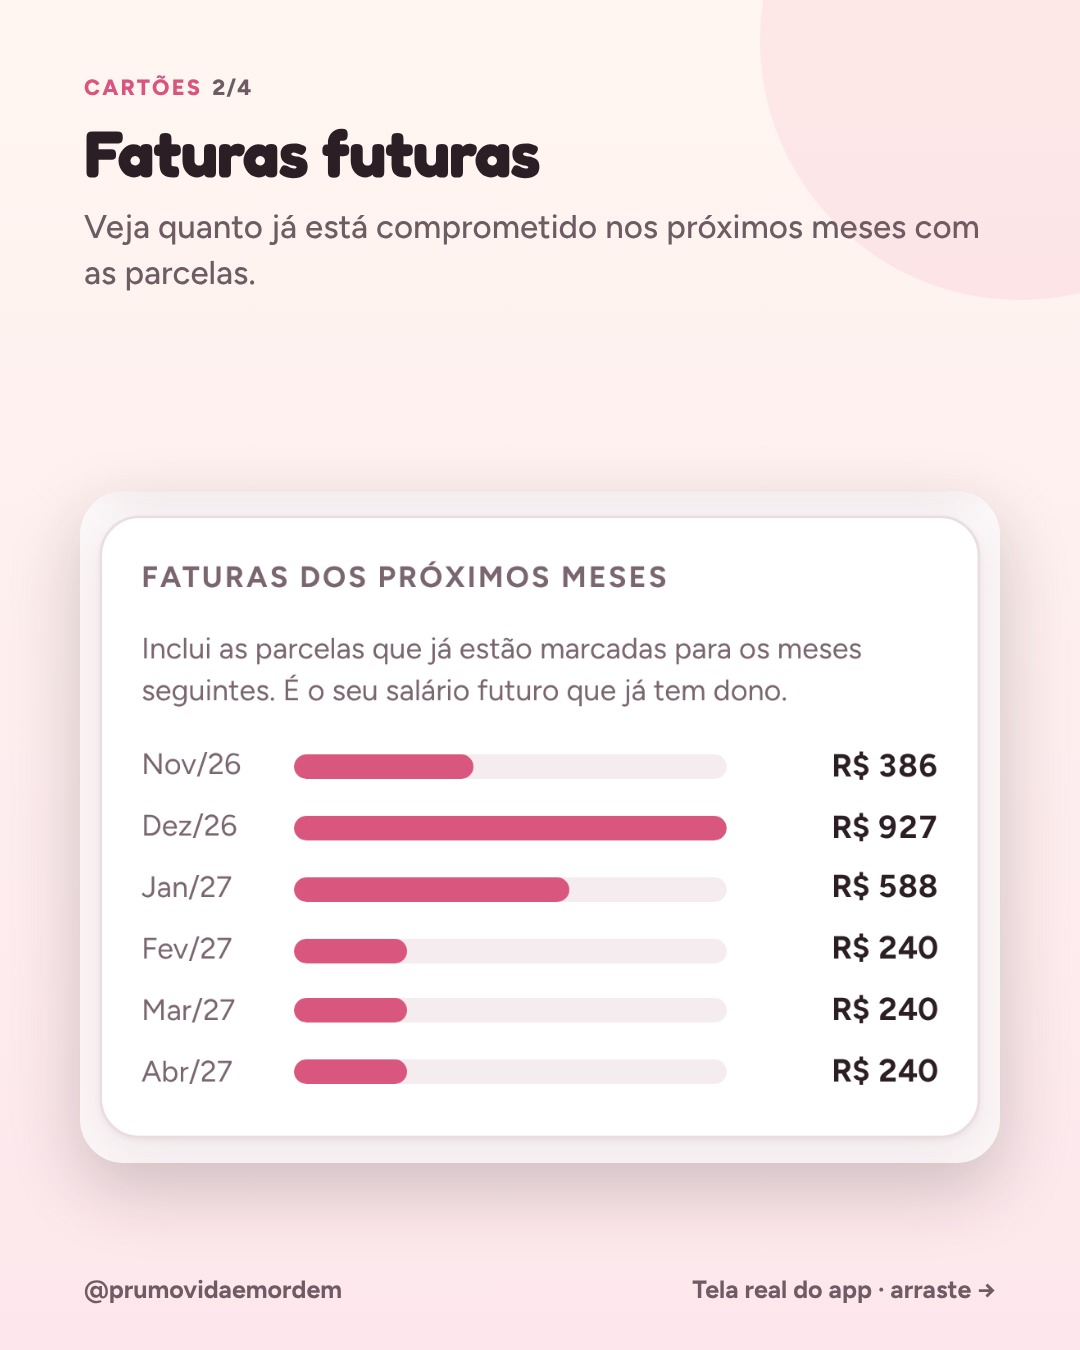 CARTÕES 2/4
Faturas futuras
Veja quanto já está comprometido nos próximos meses com
as parcelas.
FATURAS DOS PRÓXIMOS MESES
Inclui as parcelas que já estão marcadas para os meses
seguintes. É o seu salário futuro que já tem dono.
Nov/26 R$ 386
Dez/26 R$ 927
Jan/27 R$ 588
Fev/27 R$ 240
Mar/27 R$ 240
Abr/27 R$ 240
@prumovidaemordem Tela real do app · arraste →